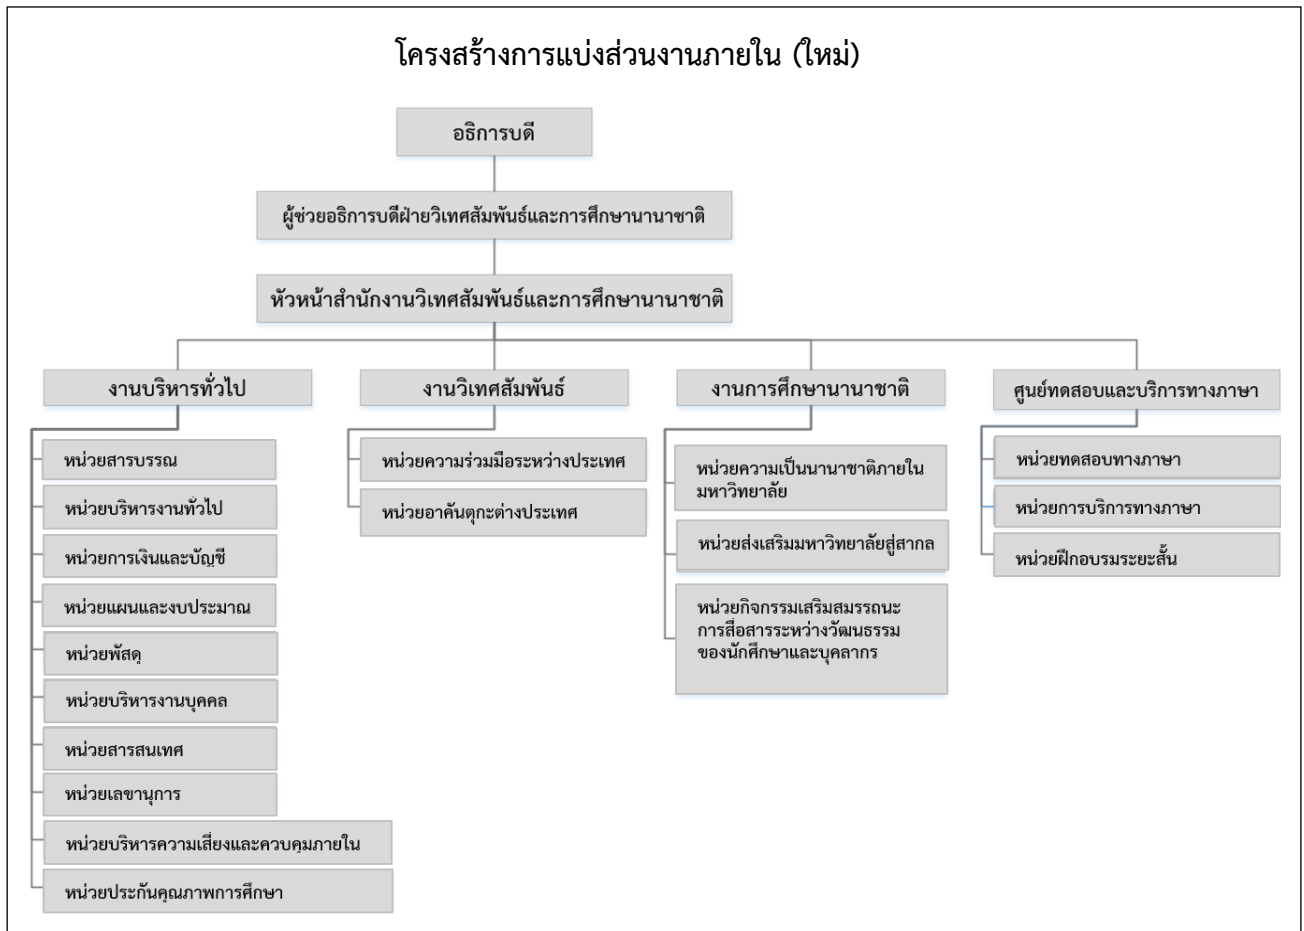 โครงสร้างการแบ่งส่วนงานภายใน (ใหม่)
อธิการบดี
ผู้ช่วยอธิการบดีฝ่ายวิเทศสัมพันธ์และการศึกษานานาชาติ
หัวหน้าสำนักงานวิเทศสัมพันธ์และการศึกษานานาชาติ
งานบริหารทั่วไป
หน่วยสารบรรณ
หน่วยบริหารงานทั่วไป
หน่วยการเงินและบัญชี
หน่วยแผนและงบประมาณ
หน่วยพัสดุ
หน่วยบริหารงานบุคคล
หน่วยสารสนเทศ
หน่วยเลขานุการ
หน่วยบริหารความเสี่ยงและควบคุมภายใน
หน่วยประกันคุณภาพการศึกษา
งานวิเทศสัมพันธ์
หน่วยความร่วมมือระหว่างประเทศ
หน่วยอาคันตุกะต่างประเทศ
งานการศึกษานานาชาติ
หน่วยความเป็นนานาชาติภายใน
มหาวิทยาลัย
หน่วยส่งเสริมมหาวิทยาลัยสู่สากล
หน่วยกิจกรรมเสริมสมรรถนะ
การสื่อสารระหว่างวัฒนธรรม
ของนักศึกษาและบุคลากร
ศูนย์ทดสอบและบริการทางภาษา
หน่วยทดสอบทางภาษา
หน่วยการบริการทางภาษา
หน่วยฝึกอบรมระยะสั้น